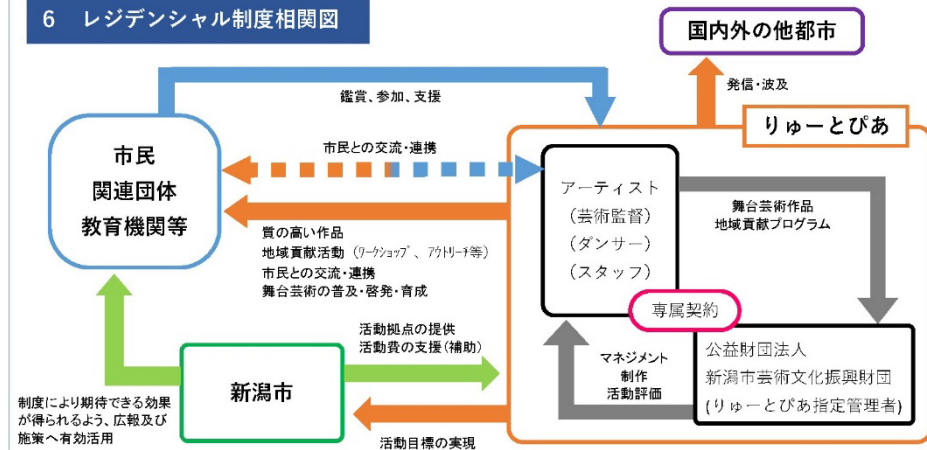 6 レジデンシャル制度相関図
国内外の他都市
発信・波及
鑑賞、参加、支援
りゅーとぴあ
市民との交流・連携
市民
関連団体
教育機関等
アーティスト
(芸術監督)
(ダンサー)
(スタッフ)
舞台芸術作品
地域貢献プログラム
質の高い作品
地域貢献活動（ワークショップ、アウトリーチ等）
市民との交流・連携
舞台芸術の普及・啓発・育成
専属契約
活動拠点の提供
活動費の支援(補助)
マネジメント
制作
活動評価
公益財団法人
新潟市芸術文化振興財団
(りゅーとぴあ指定管理者)
新潟市
制度により期待できる効果
が得られるよう、広報及び
施策へ有効活用
活動目標の実現